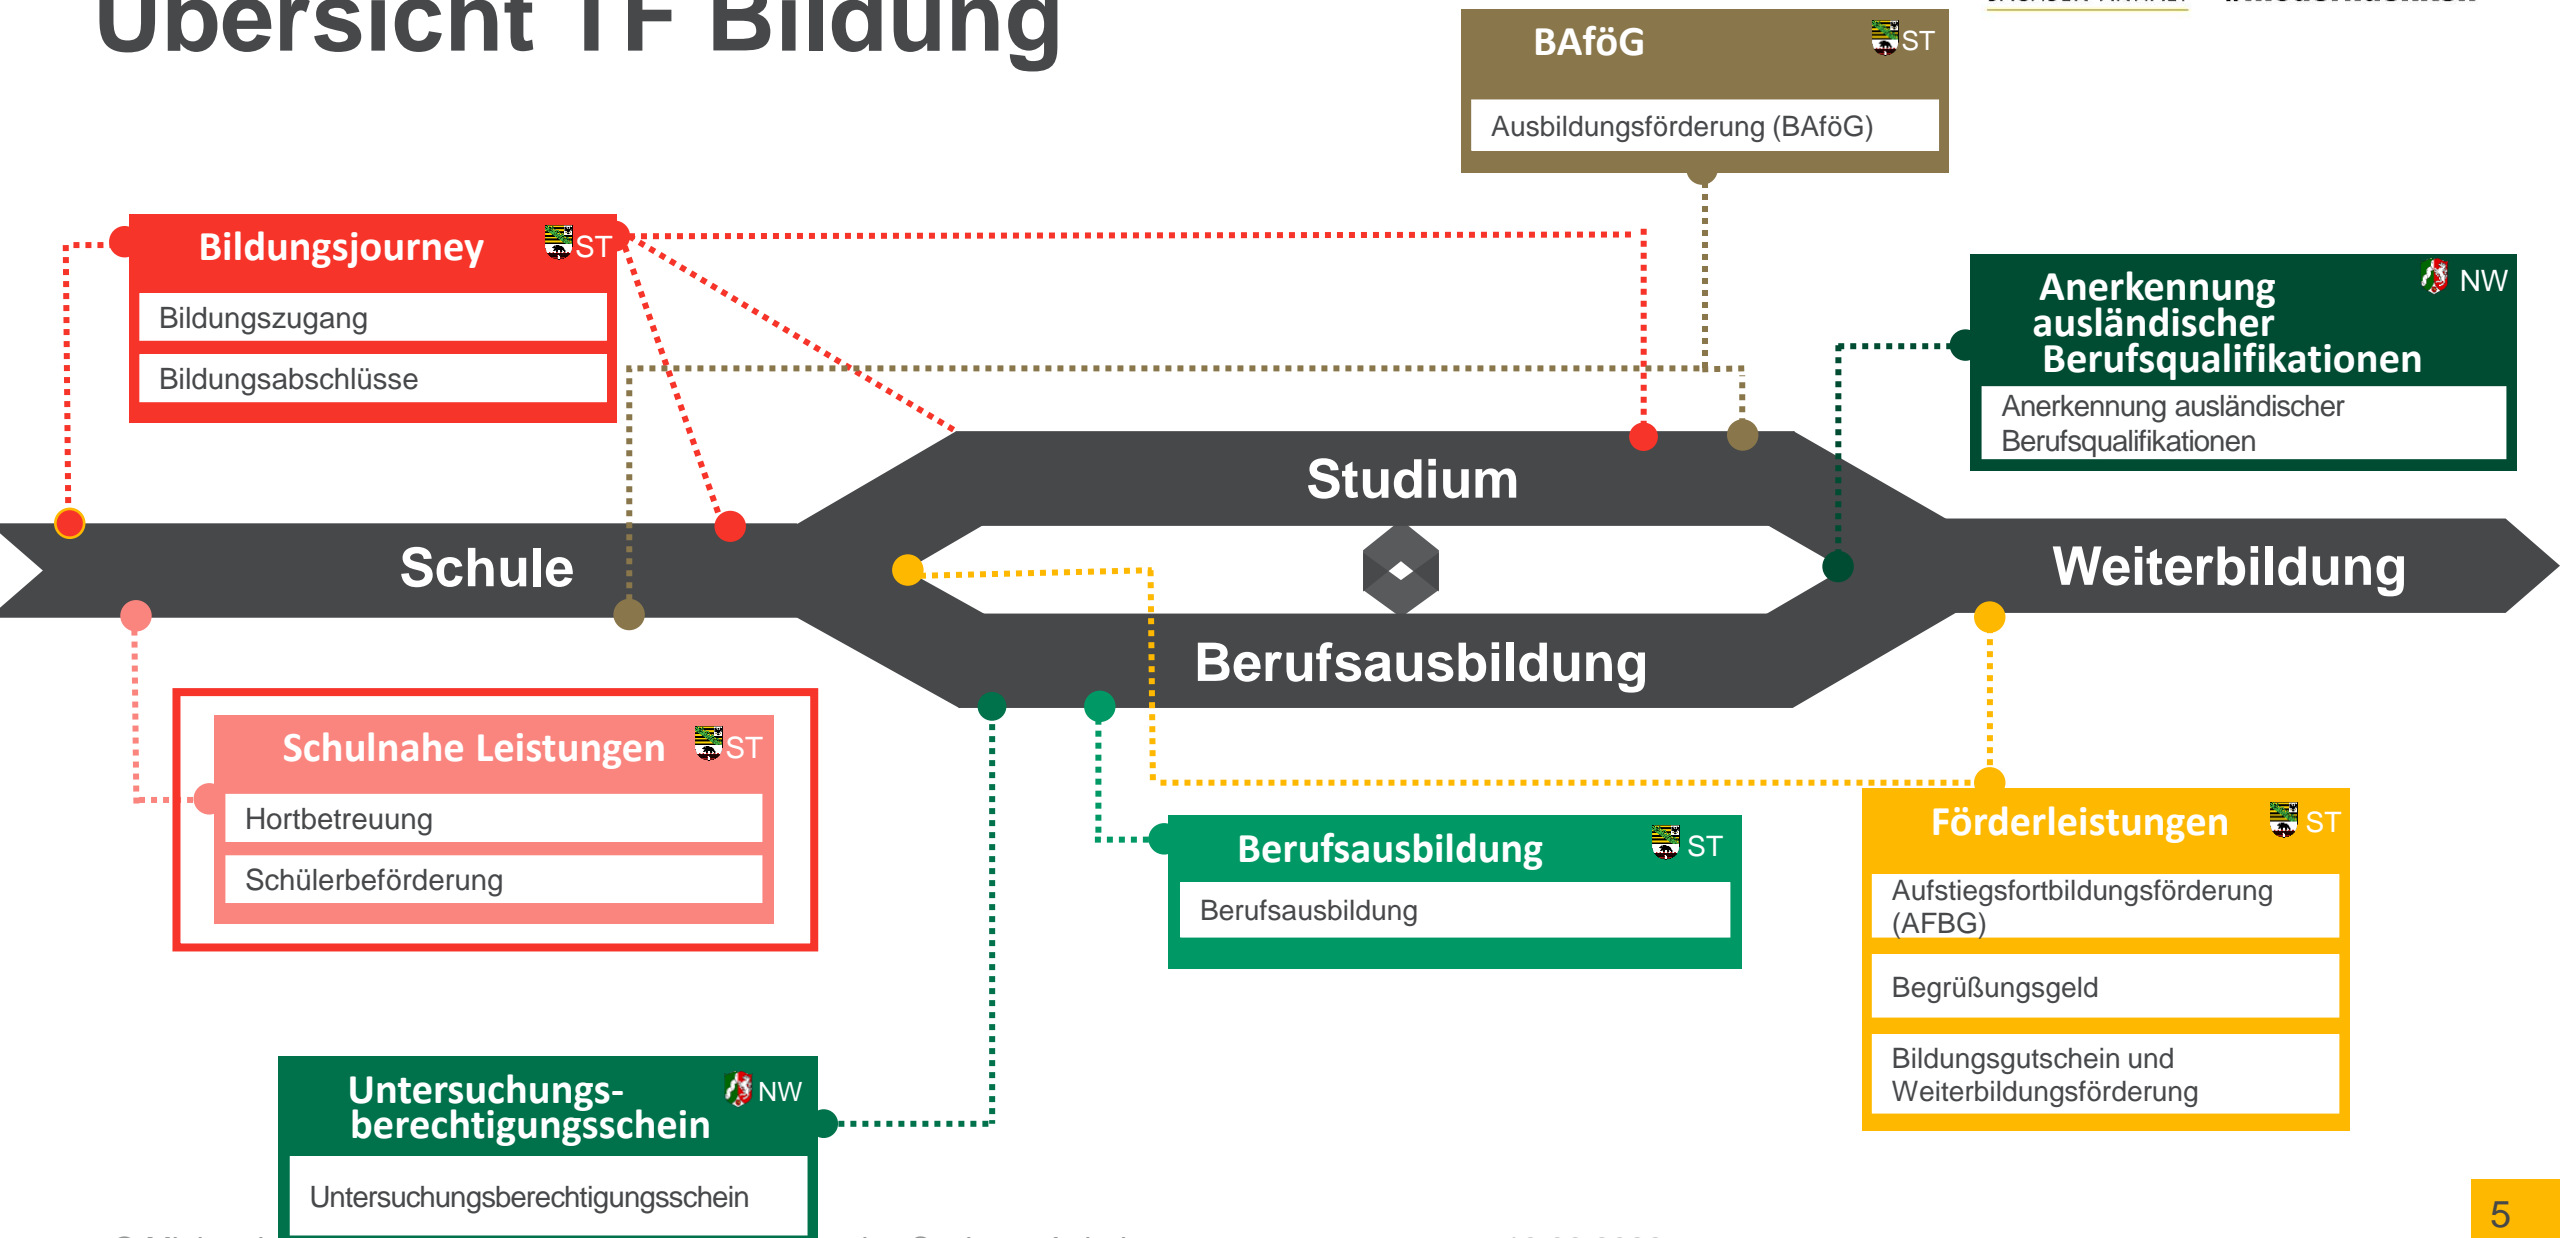 Übersicht TF Bildung
BAföG
ST
Ausbildungsförderung (BAföG)
Bildungsjourney
ST
Bildungszugang
Bildungsabschlüsse
Anerkennung
ausländischer
Berufsqualifikationen
NW
Anerkennung ausländischer
Berufsqualifikationen
Studium
Schule
Weiterbildung
Berufsausbildung
Schulnahe Leistungen
ST
Hortbetreuung
Schülerbeförderung
Berufsausbildung
ST
Berufsausbildung
Förderleistungen
ST
Aufstiegsfortbildungsförderung
(AFBG)
Begrüßungsgeld
Bildungsgutschein und
Weiterbildungsförderung
Untersuchungs-
berechtigungsschein
NW
Untersuchungsberechtigungsschein
5